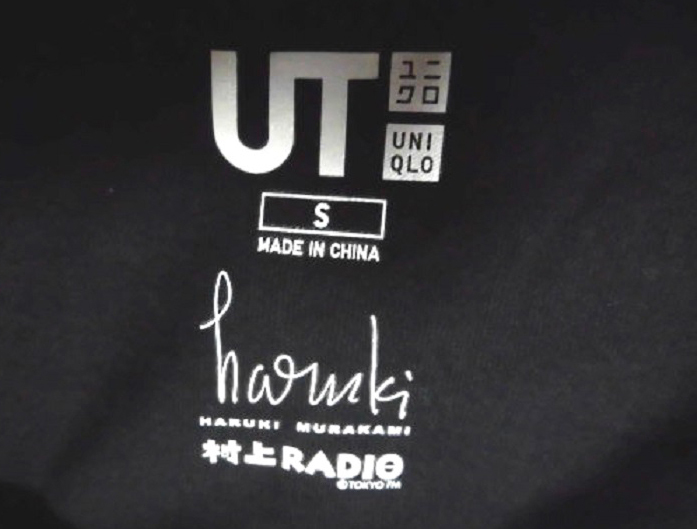 UT
ユニ
クロ
UNI
QLO
S
MADE IN CHINA
haruki
HARUKI MURAKAMI
村上RADIO
©TOKYO FM